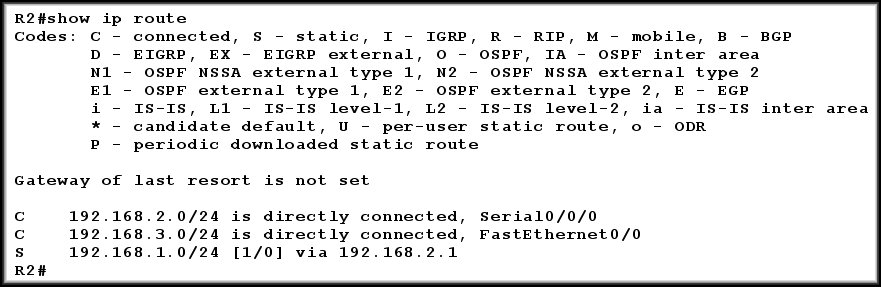 R2#show ip route
Codes: C - connected, S - static, I - IGRP, R - RIP, M - mobile, B - BGP
D - EIGRP, EX - EIGRP external, O - OSPF, IA - OSPF inter area
N1 - OSPF NSSA external type 1, N2 - OSPF NSSA external type 2
E1 - OSPF external type 1, E2 - OSPF external type 2, E - EGP
i - IS-IS, L1 - IS-IS level-1, L2 - IS-IS level-2, ia - IS-IS inter area
* - candidate default, U - per-user static route, o - ODR
P - periodic downloaded static route
Gateway of last resort is not set
C 192.168.2.0/24 is directly connected, Serial0/0/0
C 192.168.3.0/24 is directly connected, FastEthernet0/0
S 192.168.1.0/24 [1/0] via 192.168.2.1
R2#